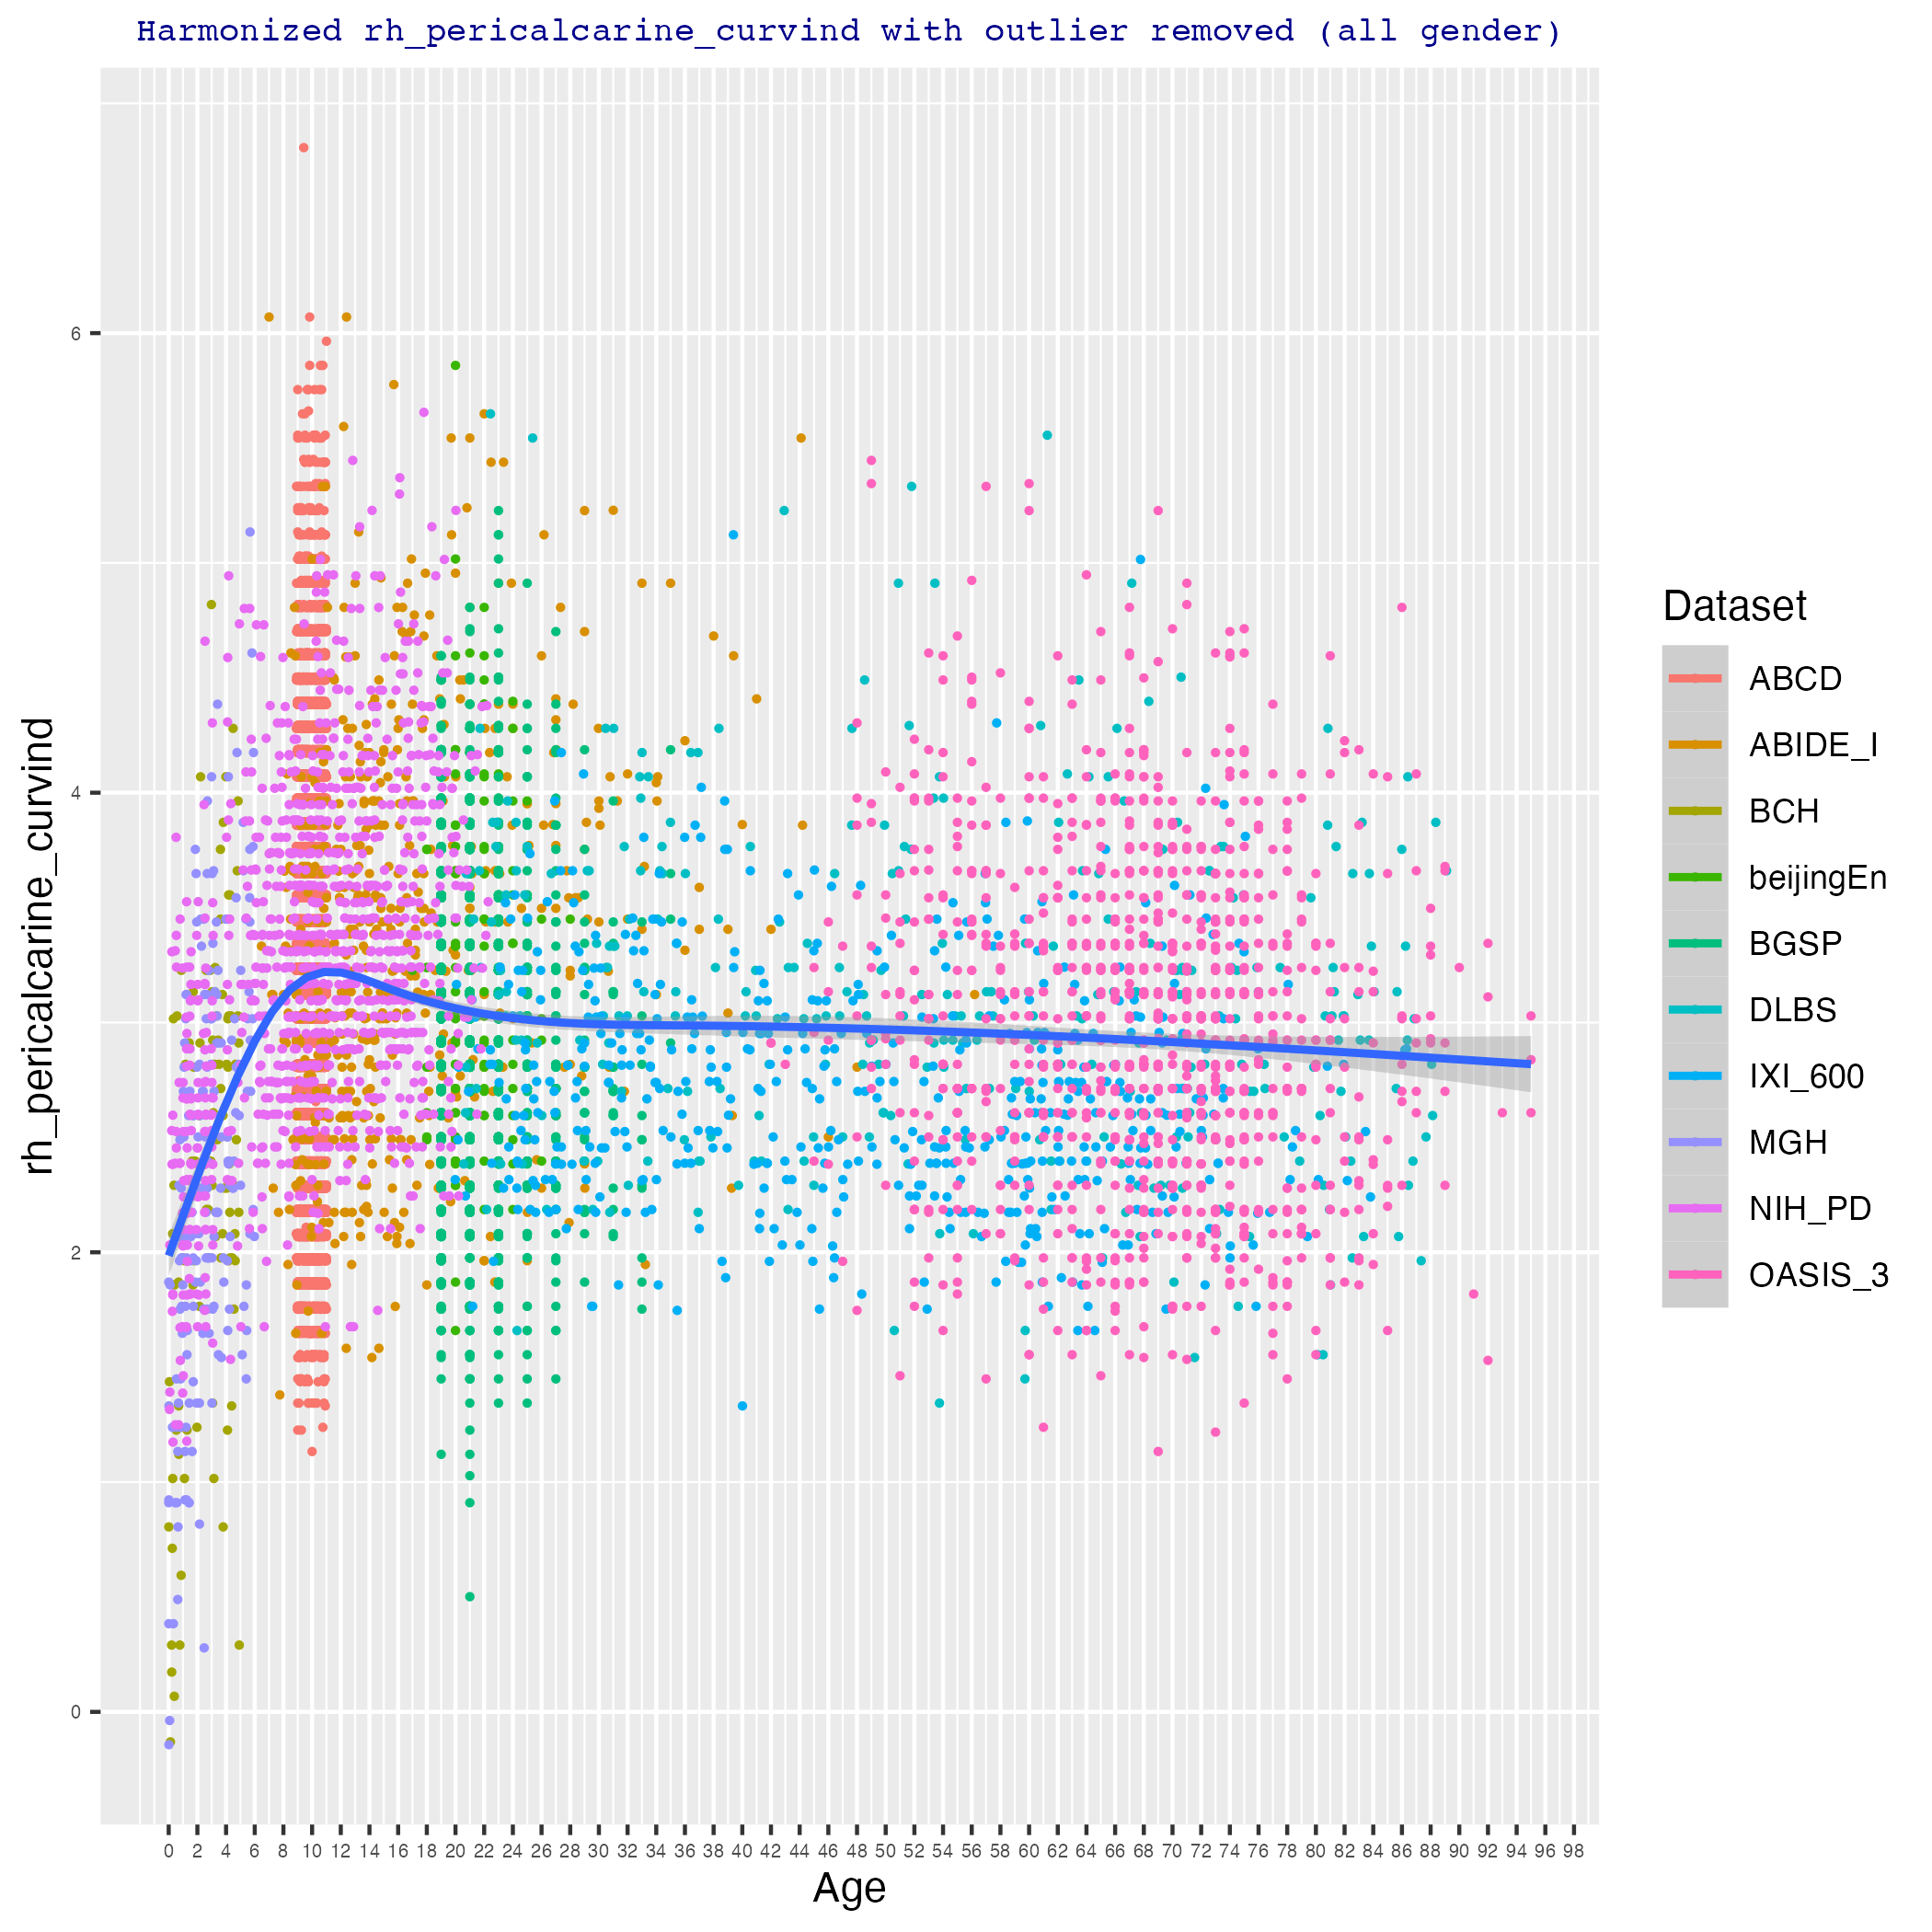 Harmonized rh_pericalcarine_curvind with outlier removed (all gender)
rh_pericalcarine_curvind
6
4
2
0
0 2 4 6 8 10 12 14 16 18 20 22 24 26 28 30 32 34 36 38 40 42 44 46 48 50 52 54 56 58 60 62 64 66 68 70 72 74 76 78 80 82 84 86 88 90 92 94 96 98
Age
Dataset
ABCD
ABIDE_I
BCH
beijingEn
BGSP
DLBS
IXI_600
MGH
NIH_PD
OASIS_3